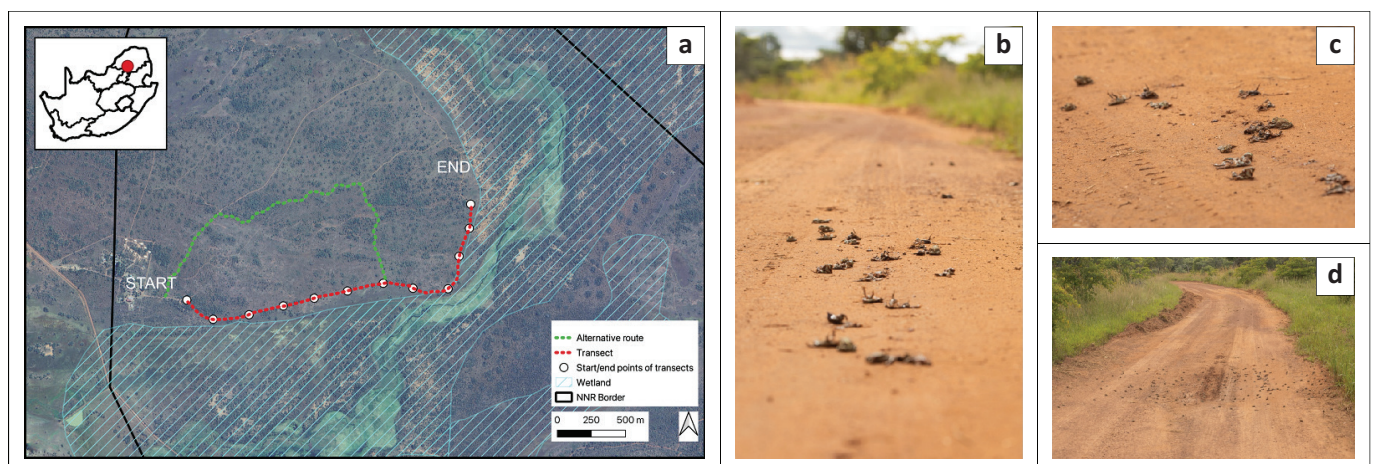 a
END
START
Alternative route
Transect
Start/end points of transects
Wetland
NNR Border
0 250 500 m
b
c
d